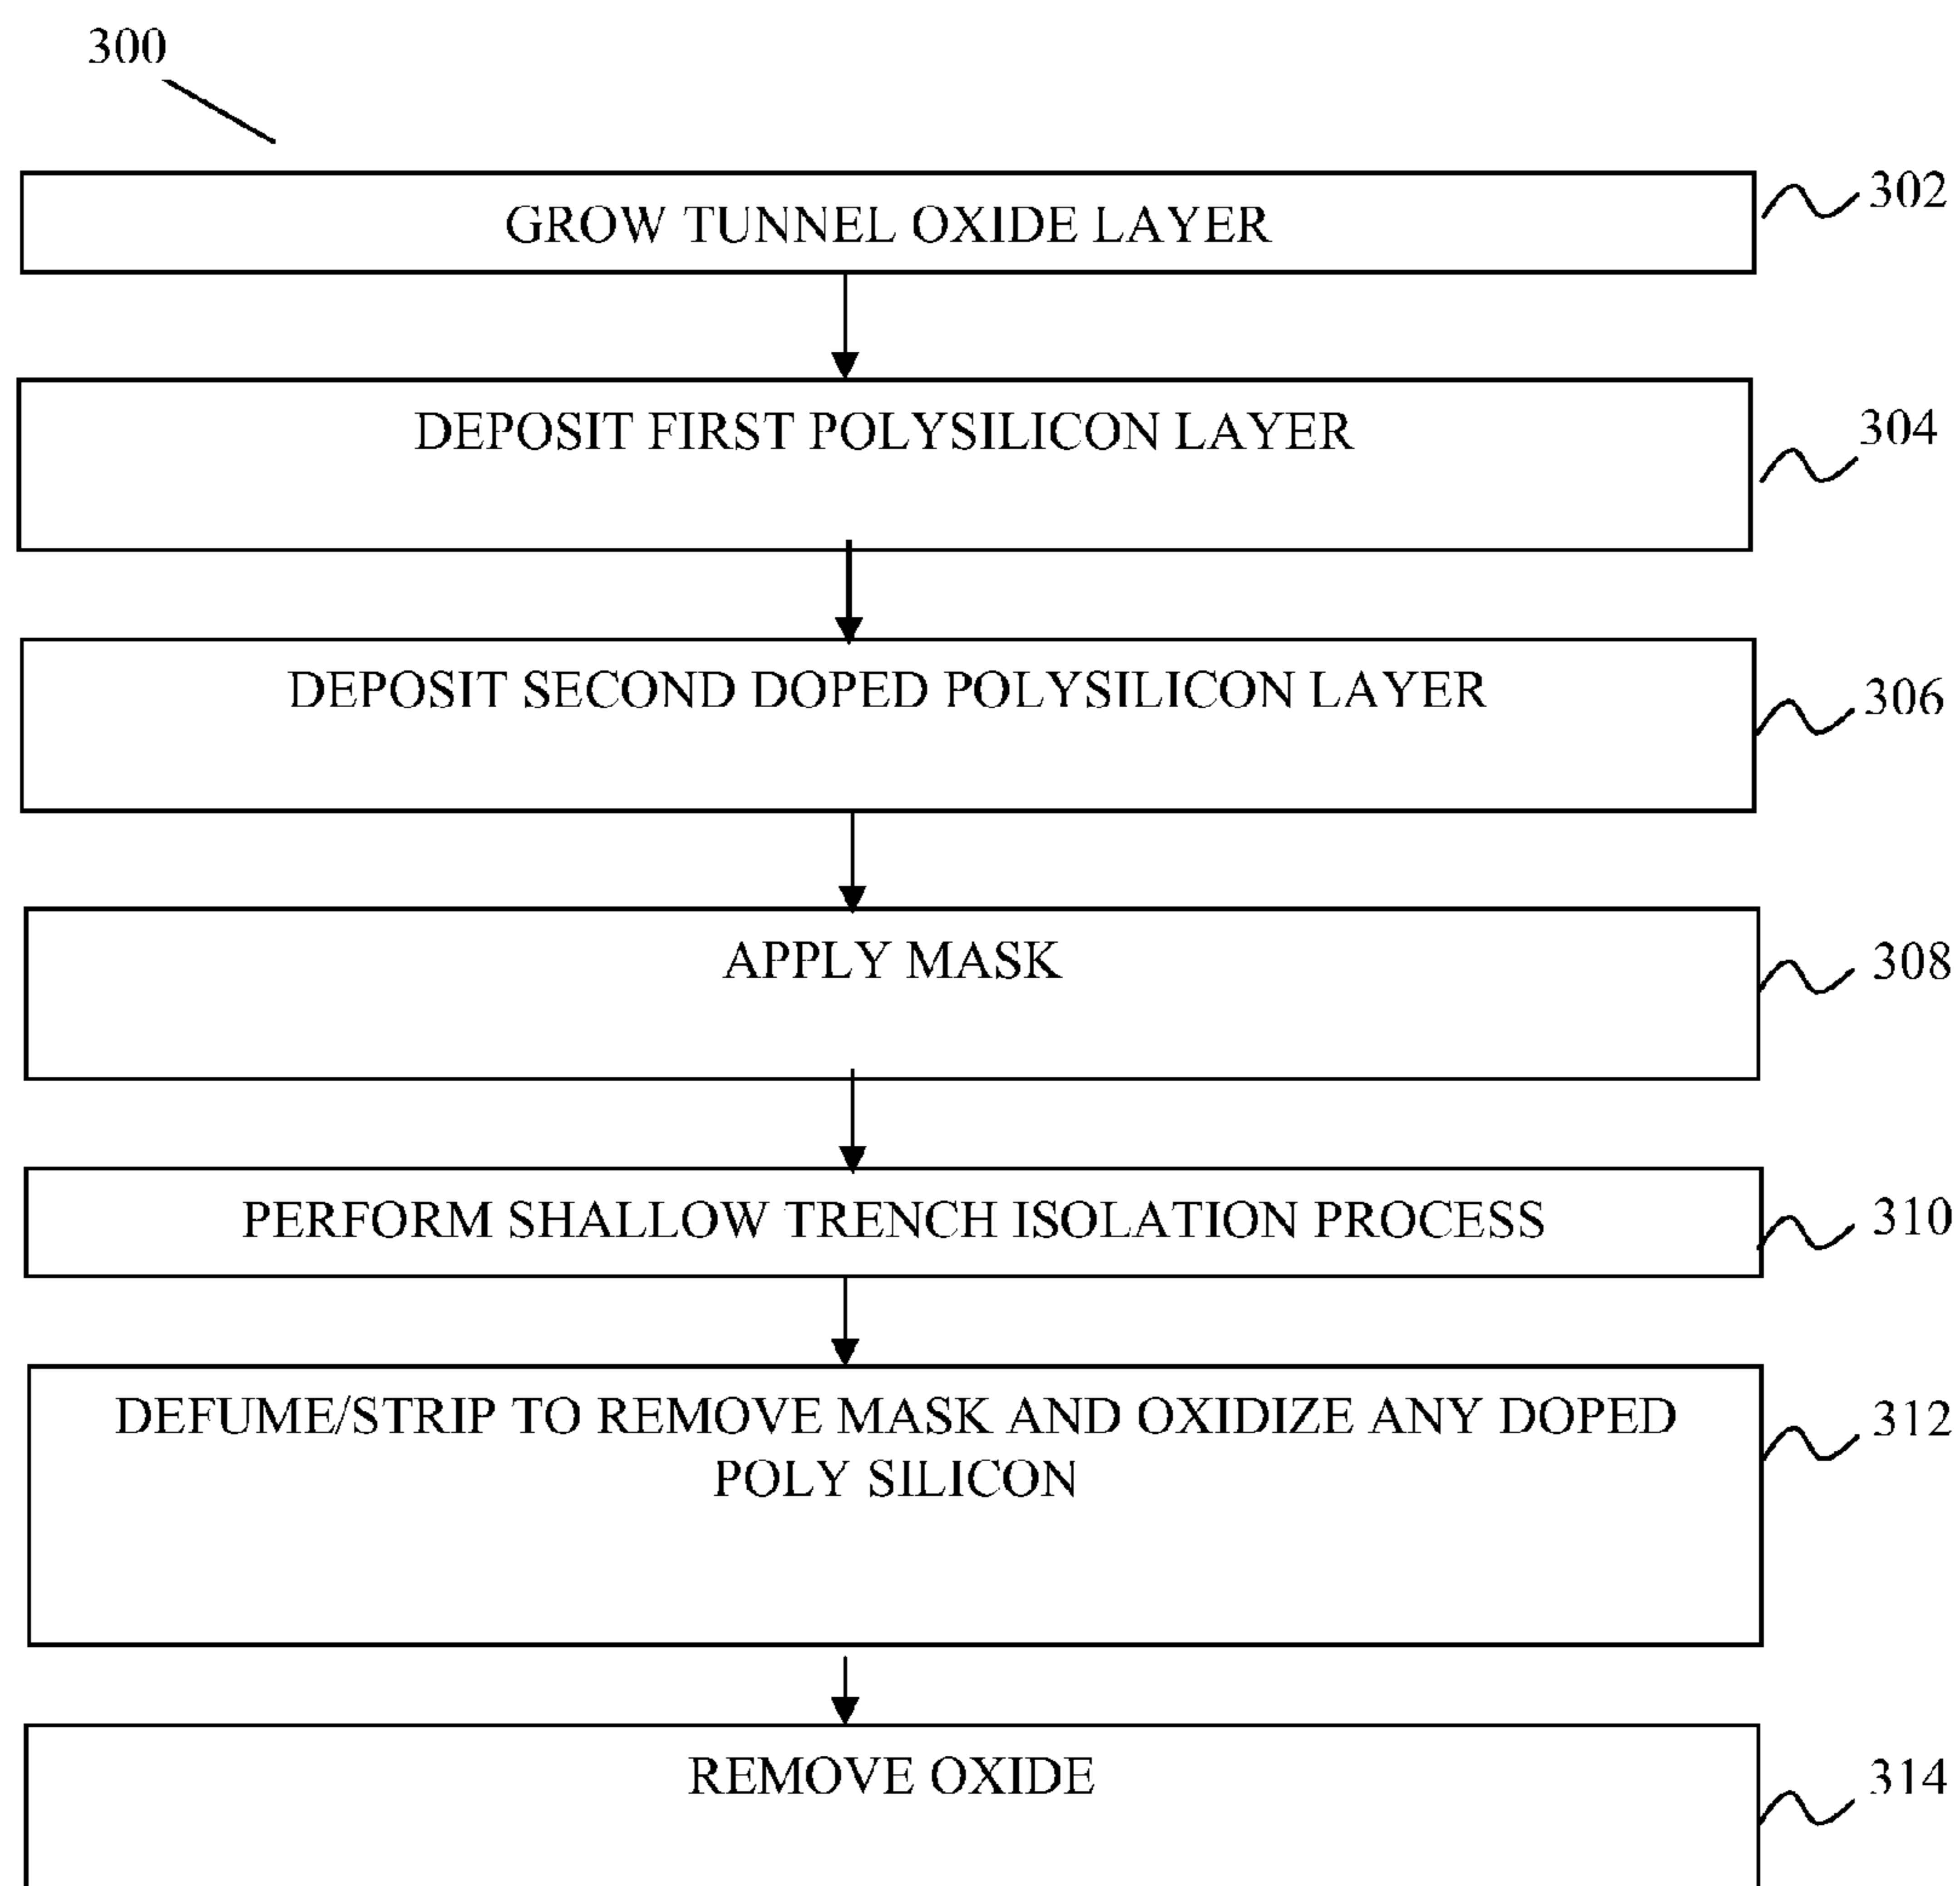 300
GROW TUNNEL OXIDE LAYER
302
DEPOSIT FIRST POLYSILICON LAYER
304
DEPOSIT SECOND DOPED POLYSILICON LAYER
306
APPLY MASK
308
PERFORM SHALLOW TRENCH ISOLATION PROCESS
310
DEFUME/STRIP TO REMOVE MASK AND OXIDIZE ANY DOPED
POLY SILICON
312
REMOVE OXIDE
314